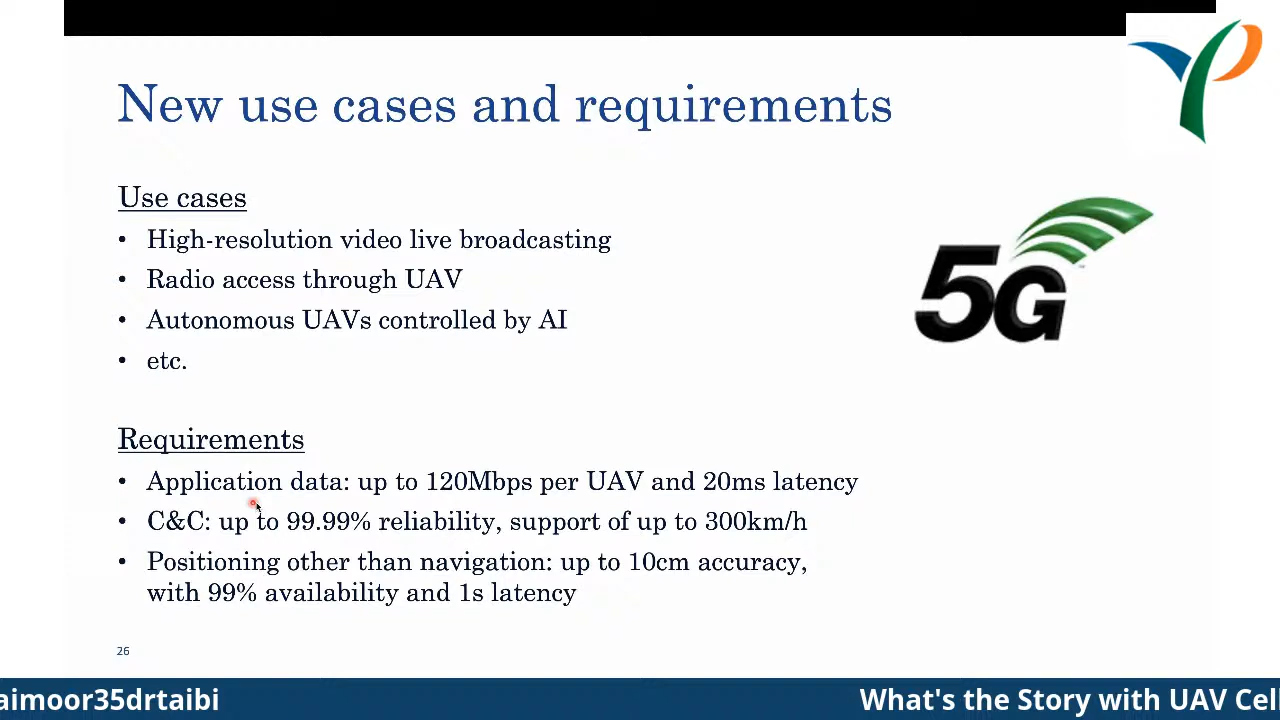 New use cases and requirements
Use cases
• High-resolution video live broadcasting
• Radio access through UAV
• Autonomous UAVs controlled by AI
• etc.
5G
Requirements
• Application data: up to 120Mbps per UAV and 20ms latency
• C&C: up to 99.99% reliability, support of up to 300km/h
• Positioning other than navigation: up to 10cm accuracy,
with 99% availability and 1s latency
26
aimoor35drtaibi
What's the Story with UAV Cell